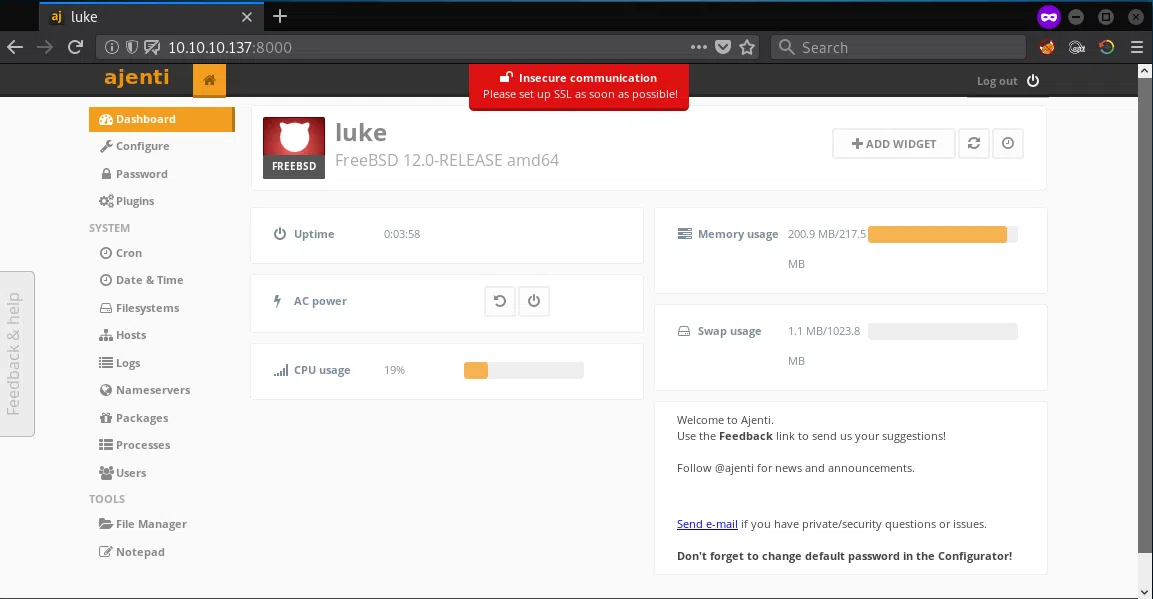 luke
10.10.10.137:8000
Search
ajenti
Insecure communication
Please set up SSL as soon as possible!
Log out
Dashboard
Configure
Password
Plugins
SYSTEM
Cron
Date & Time
Filesystems
Hosts
Logs
Nameservers
Packages
Processes
Users
TOOLS
File Manager
Notepad
Feedback & help
FREEBSD
luke
FreeBSD 12.0-RELEASE amd64
ADD WIDGET
Uptime 0:03:58
AC power
CPU usage 19%
Memory usage 200.9 MB/217.5
MB
Swap usage 1.1 MB/1023.8
MB
Welcome to Ajenti.
Use the Feedback link to send us your suggestions!
Follow @ajenti for news and announcements.
Send e-mail if you have private/security questions or issues.
Don't forget to change default password in the Configurator!